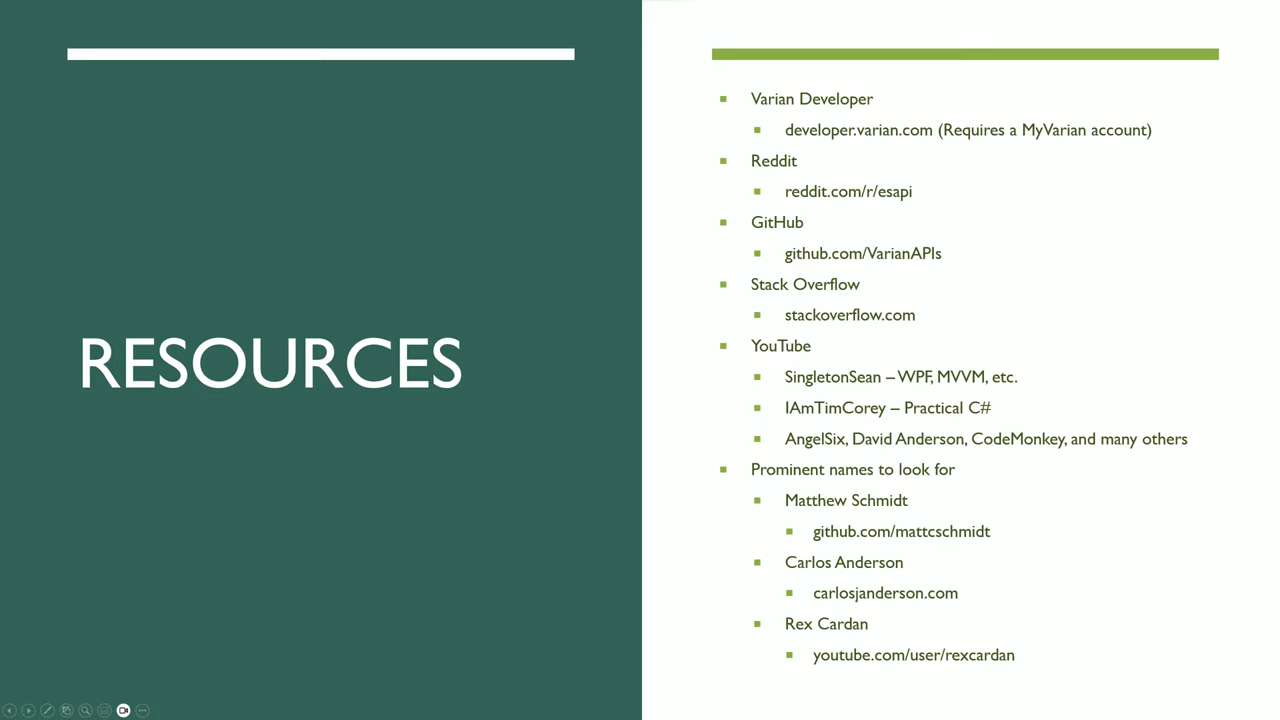 RESOURCES
Varian Developer
developer.varian.com (Requires a MyVarian account)
Reddit
reddit.com/r/esapi
GitHub
github.com/VarianAPIs
Stack Overflow
stackoverflow.com
YouTube
SingletonSean – WPF, MVVM, etc.
IAmTimCorey – Practical C#
AngelSix, David Anderson, CodeMonkey, and many others
Prominent names to look for
Matthew Schmidt
github.com/mattcschmidt
Carlos Anderson
carlosjanderson.com
Rex Cardan
youtube.com/user/rexcardan